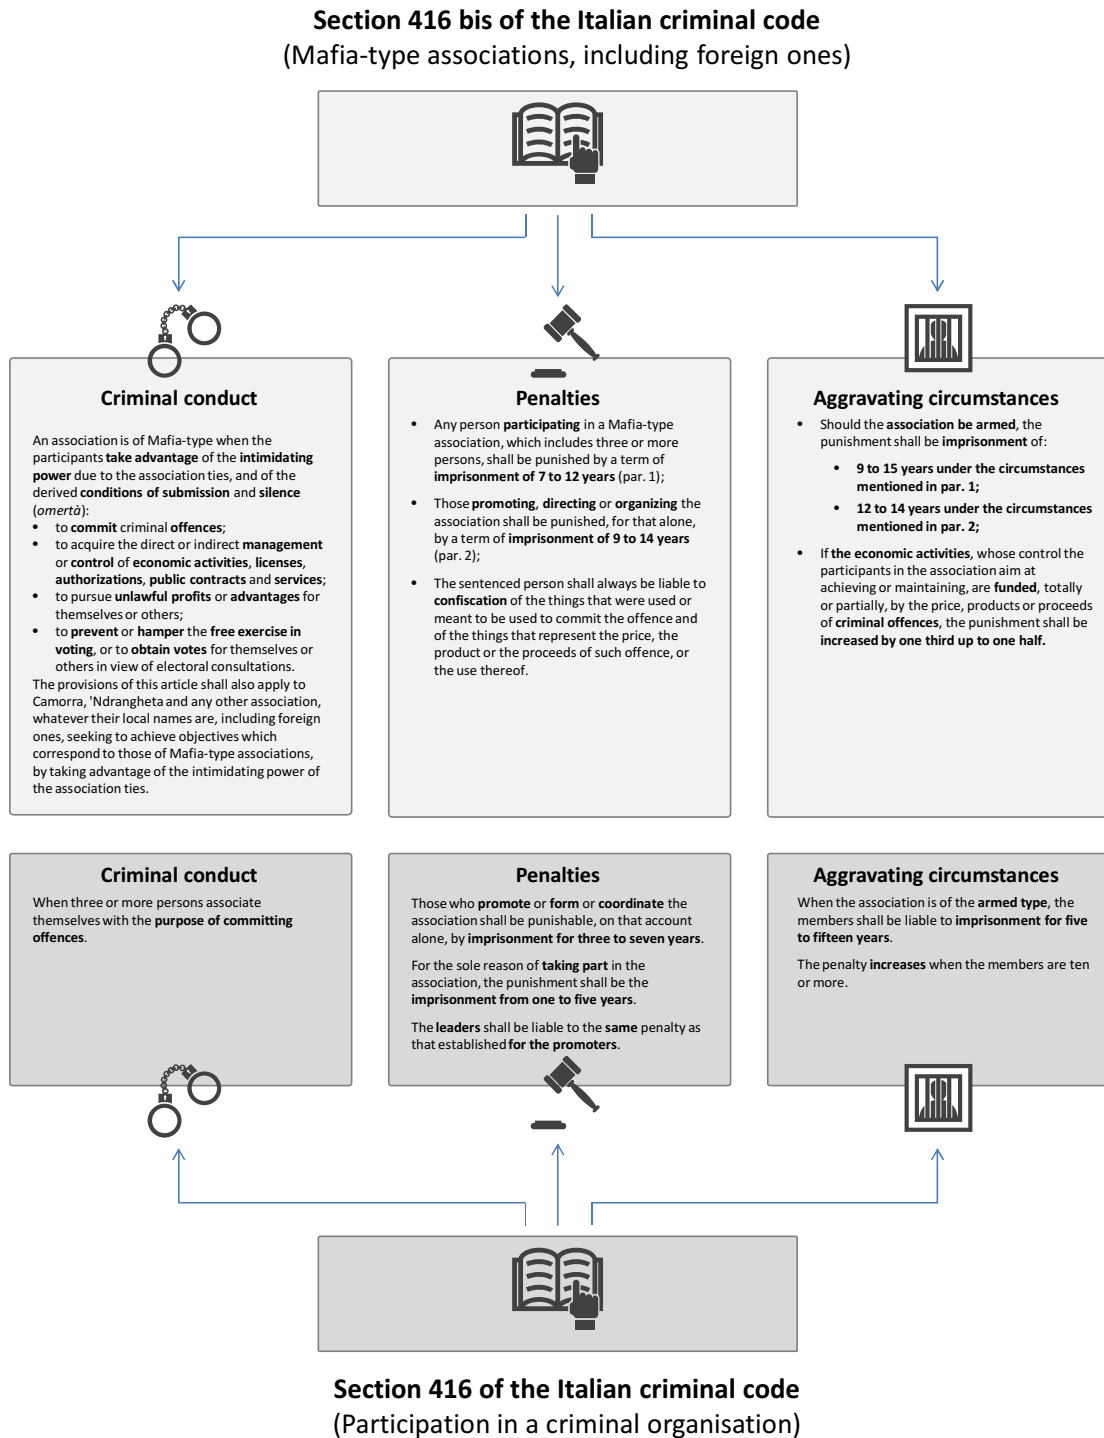 Section 416 bis of the Italian criminal code
(Mafia-type associations, including foreign ones)
Criminal conduct
An association is of Mafia-type when the
participants take advantage of the intimidating
power due to the association ties, and of the
derived conditions of submission and silence
(omertà):
• to commit criminal offences;
• to acquire the direct or indirect management
or control of economic activities, licenses,
authorizations, public contracts and services;
• to pursue unlawful profits or advantages for
themselves or others;
• to prevent or hamper the free exercise in
voting, or to obtain votes for themselves or
others in view of electoral consultations.
The provisions of this article shall also apply to
Camorra, 'Ndrangheta and any other association,
whatever their local names are, including foreign
ones, seeking to achieve objectives which
correspond to those of Mafia-type associations,
by taking advantage of the intimidating power of
the association ties.
Penalties
• Any person participating in a Mafia-type
association, which includes three or more
persons, shall be punished by a term of
imprisonment of 7 to 12 years (par. 1);
• Those promoting, directing or organizing the
association shall be punished, for that alone,
by a term of imprisonment of 9 to 14 years
(par. 2);
• The sentenced person shall always be liable to
confiscation of the things that were used or
meant to be used to commit the offence and
of the things that represent the price, the
product or the proceeds of such offence, or
the use thereof.
Aggravating circumstances
• Should the association be armed, the
punishment shall be imprisonment of:
• 9 to 15 years under the circumstances
mentioned in par. 1;
• 12 to 14 years under the circumstances
mentioned in par. 2;
• If the economic activities, whose control the
participants in the association aim at
achieving or maintaining, are funded, totally
or partially, by the price, products or proceeds
of criminal offences, the punishment shall be
increased by one third up to one half.
Criminal conduct
When three or more persons associate
themselves with the purpose of committing
offences.
Penalties
Those who promote or form or coordinate the
association shall be punishable, on that account
alone, by imprisonment for three to seven years.
For the sole reason of taking part in the
association, the punishment shall be the
imprisonment from one to five years.
The leaders shall be liable to the same penalty as
that established for the promoters.
Aggravating circumstances
When the association is of the armed type, the
members shall be liable to imprisonment for five
to fifteen years.
The penalty increases when the members are ten
or more.
Section 416 of the Italian criminal code
(Participation in a criminal organisation)